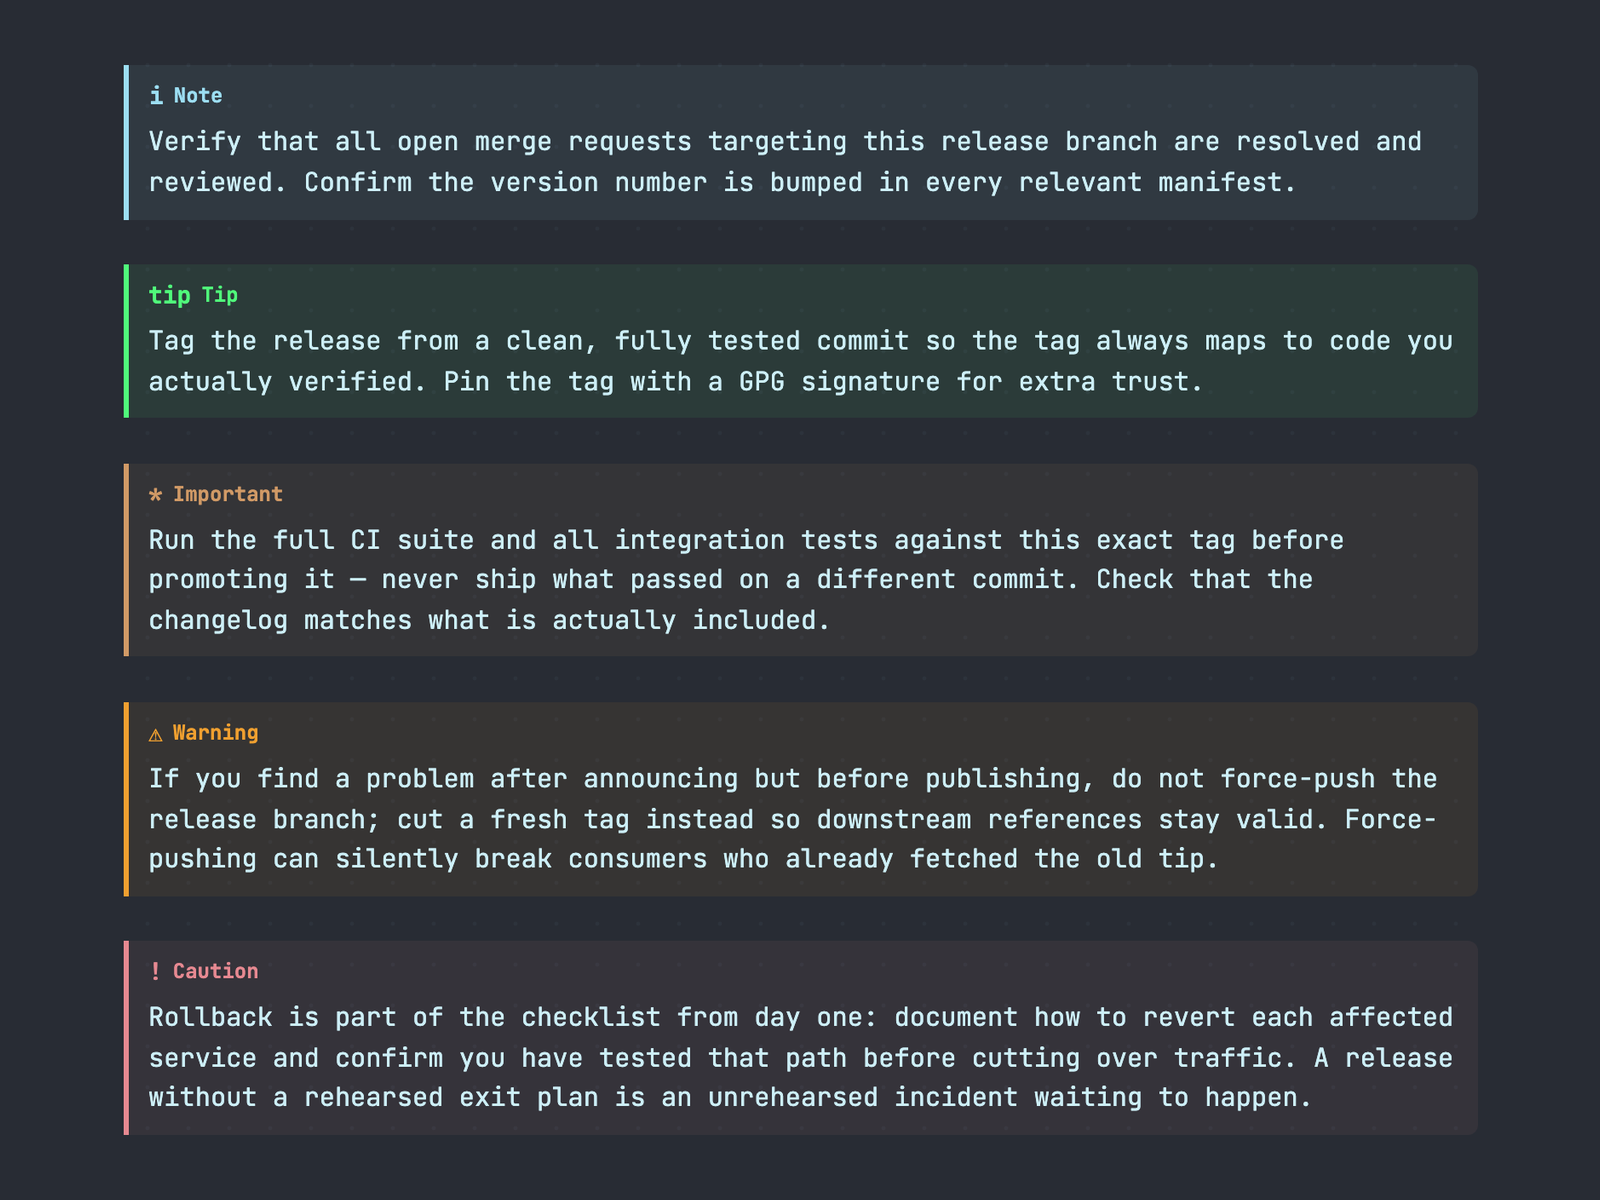 i Note
Verify that all open merge requests targeting this release branch are resolved and
reviewed. Confirm the version number is bumped in every relevant manifest.
tip Tip
Tag the release from a clean, fully tested commit so the tag always maps to code you
actually verified. Pin the tag with a GPG signature for extra trust.
* Important
Run the full CI suite and all integration tests against this exact tag before
promoting it — never ship what passed on a different commit. Check that the
changelog matches what is actually included.
⚠ Warning
If you find a problem after announcing but before publishing, do not force-push the
release branch; cut a fresh tag instead so downstream references stay valid. Force-
pushing can silently break consumers who already fetched the old tip.
! Caution
Rollback is part of the checklist from day one: document how to revert each affected
service and confirm you have tested that path before cutting over traffic. A release
without a rehearsed exit plan is an unrehearsed incident waiting to happen.